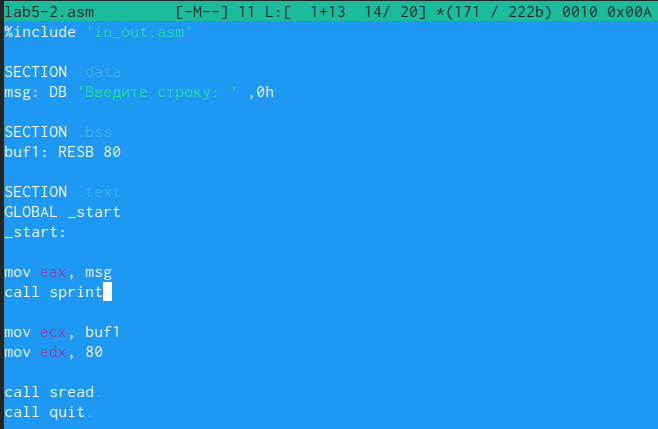 lab5-2.asm [-M--] 11 L:[ 1+13 14/ 20] *(171 / 222b) 0010 0x00A
%include 'in_out.asm'
SECTION .data
msg: DB 'Введите строку: ' ,0h
SECTION .bss
buf1: RESB 80
SECTION .text
GLOBAL _start
_start:
mov eax, msg
call sprint
mov ecx, buf1
mov edx, 80
call sread
call quit